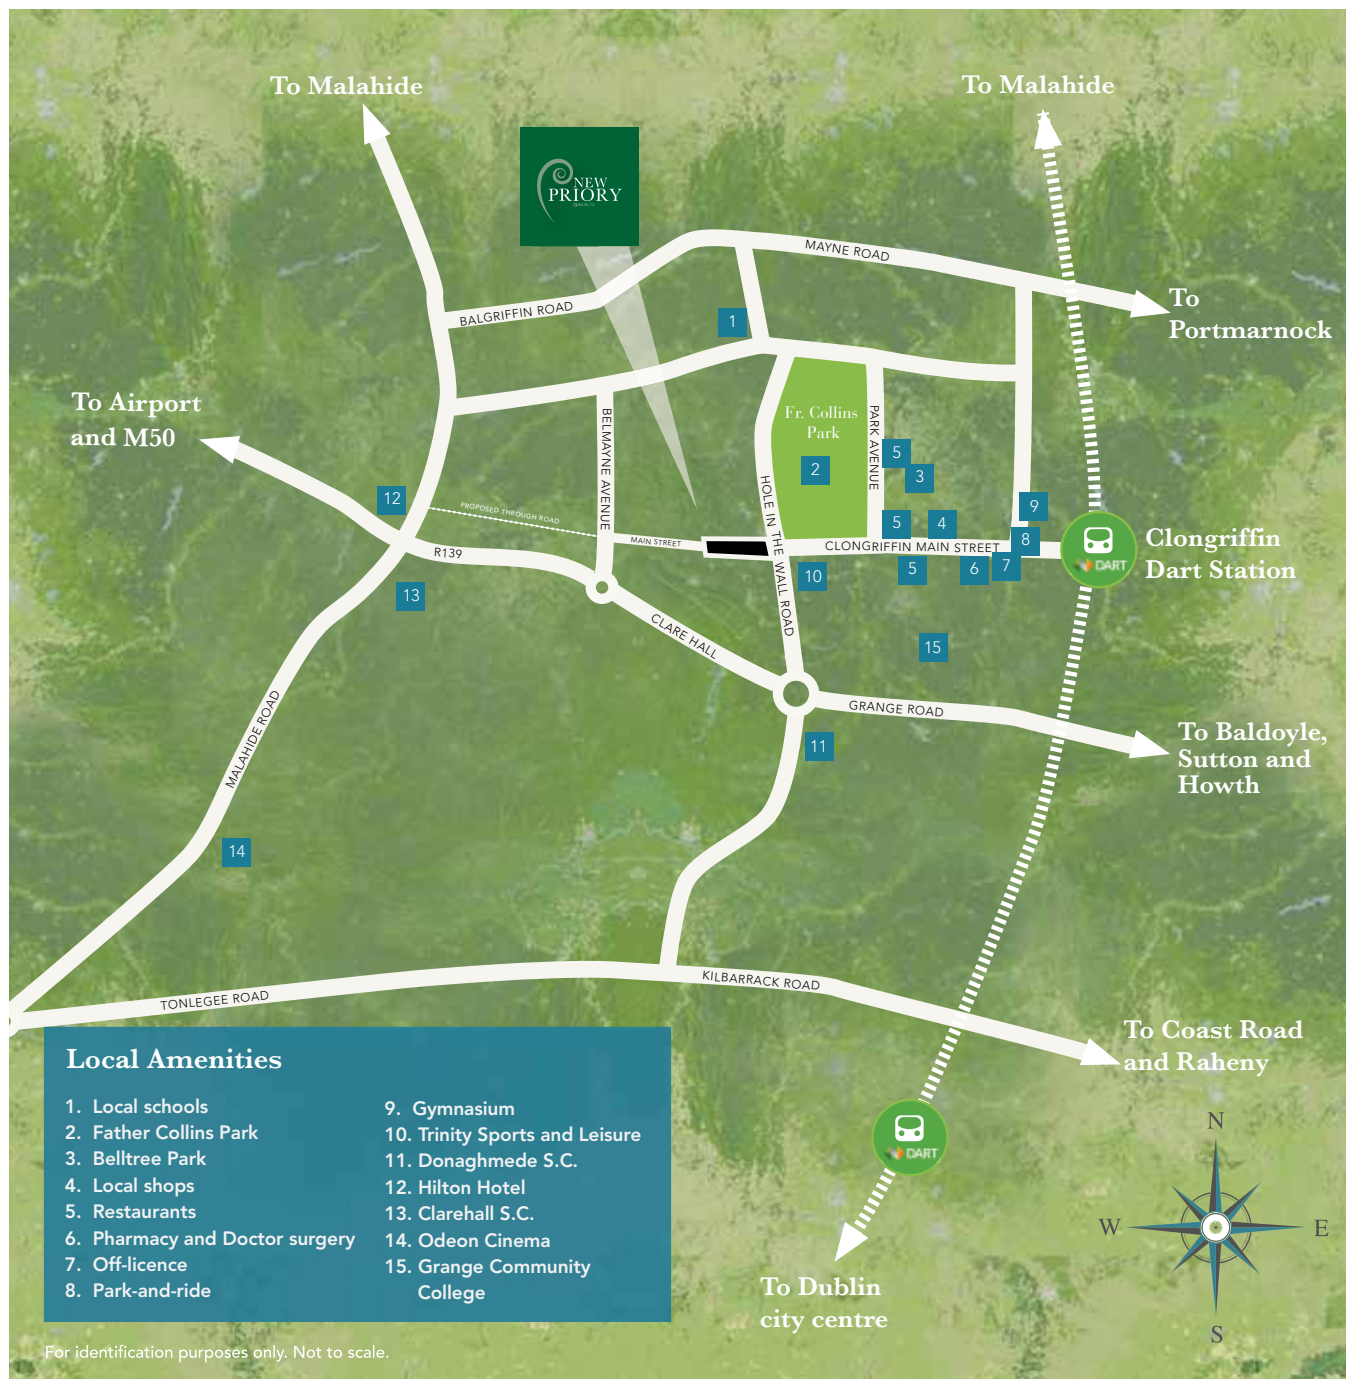 To Malahide
To Malahide
NEW
PRIORY
MAYNE ROAD
To
Portmarnock
BALGRIFFIN ROAD
1
To Airport
and M50
Fr. Collins
Park
2
PARK AVENUE
BELMAYNE AVENUE
5
3
HOLE IN THE WALL ROAD
12
9
PROPOSED THROUGH ROAD
5
4
8
R139
MAIN STREET
CLONGRIFFIN MAIN STREET
Clongriffin
Dart Station
DART
13
10
5
6
7
CLARE HALL
15
MALAHIDE ROAD
GRANGE ROAD
11
To Baldoyle,
Sutton and
Howth
14
TONLEGEE ROAD
KILBARRACK ROAD
To Coast Road
and Raheny
DART
To Dublin
city centre
N
W
E
S
Local Amenities
1. Local schools
2. Father Collins Park
3. Belltree Park
4. Local shops
5. Restaurants
6. Pharmacy and Doctor surgery
7. Off-licence
8. Park-and-ride
9. Gymnasium
10. Trinity Sports and Leisure
11. Donaghmede S.C.
12. Hilton Hotel
13. Clarehall S.C.
14. Odeon Cinema
15. Grange Community
College
For identification purposes only. Not to scale.